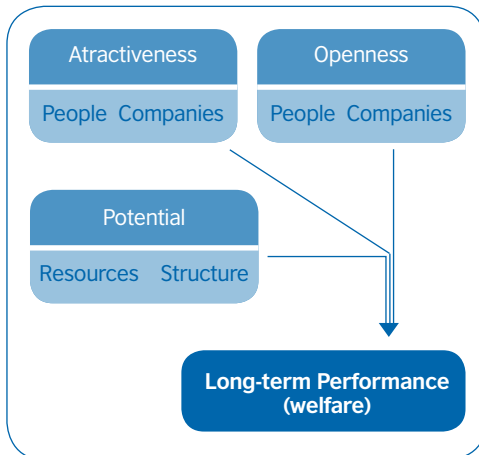 Atractiveness
People Companies
Openness
People Companies
Potential
Resources Structure
Long-term Performance
(welfare)